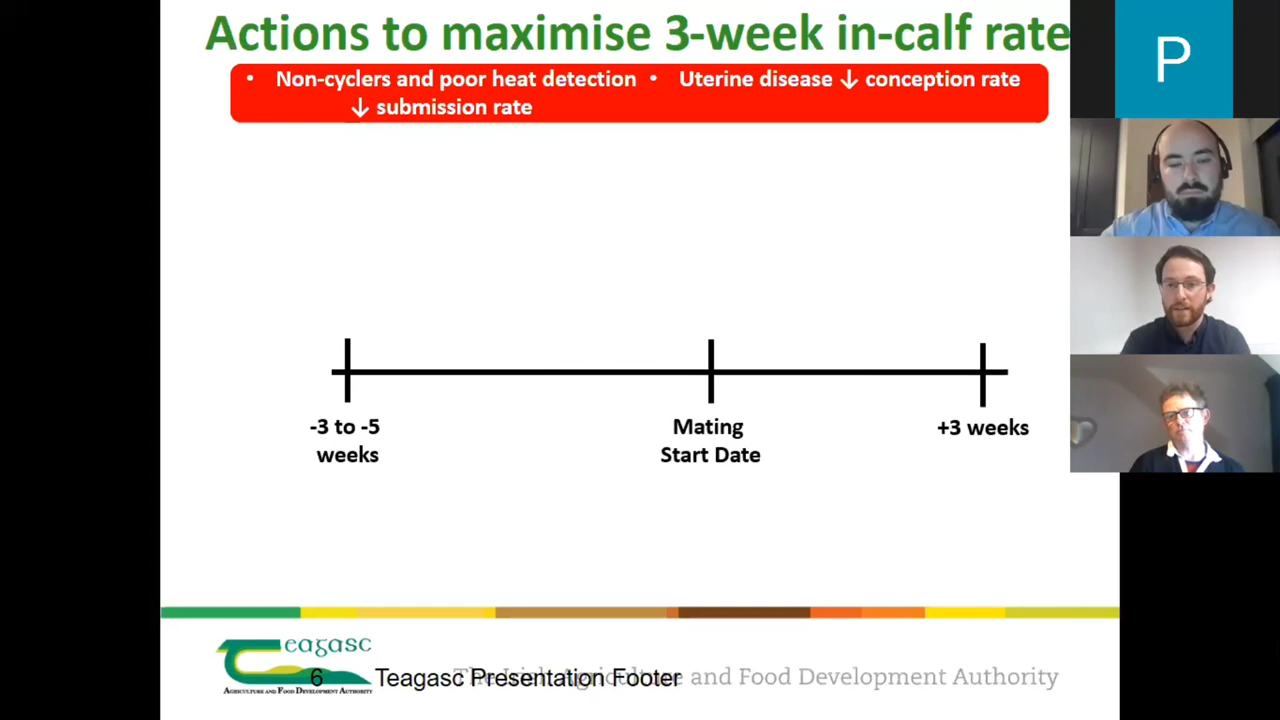 Actions to maximise 3-week in-calf rate
P
• Non-cyclers and poor heat detection • Uterine disease ↓ conception rate
↓ submission rate
-3 to -5
weeks
Mating
Start Date
+3 weeks
Teagasc
AGRICULTURE AND FOOD DEVELOPMENT AUTHORITY
6
Teagasc Presentation Footer
The Irish Agriculture and Food Development Authority